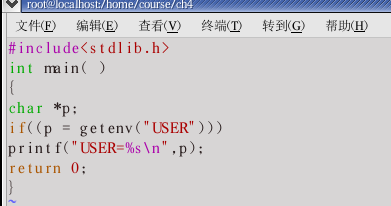 root@localhost/home/course/ch4
文件(F) 编辑(E) 查看(V) 终端(T) 转到(G) 帮助(H)
#include<stdlib.h>
int main( )
{
char *p;
if((p = getenv("USER")))
printf("USER=%s\n",p);
return 0;
}
~